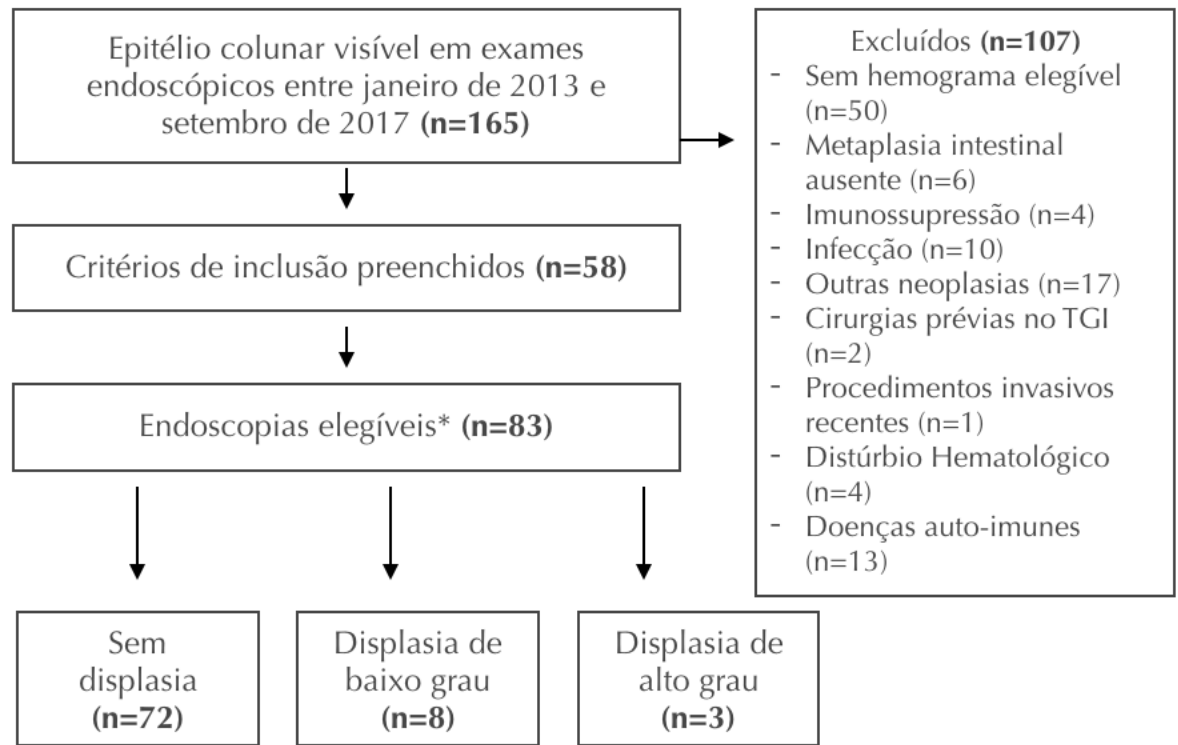 Epitélio colunar visível em exames
endoscópicos entre janeiro de 2013 e
setembro de 2017 (n=165)
Excluídos (n=107)
- Sem hemograma elegível
(n=50)
- Metaplasia intestinal
ausente (n=6)
- Imunossupressão (n=4)
- Infecção (n=10)
- Outras neoplasias (n=17)
- Cirurgias prévias no TGI
(n=2)
- Procedimentos invasivos
recentes (n=1)
- Distúrbio Hematológico
(n=4)
- Doenças auto-imunes
(n=13)
Critérios de inclusão preenchidos (n=58)
Endoscopias elegíveis* (n=83)
Sem
displasia
(n=72)
Displasia de
baixo grau
(n=8)
Displasia de
alto grau
(n=3)